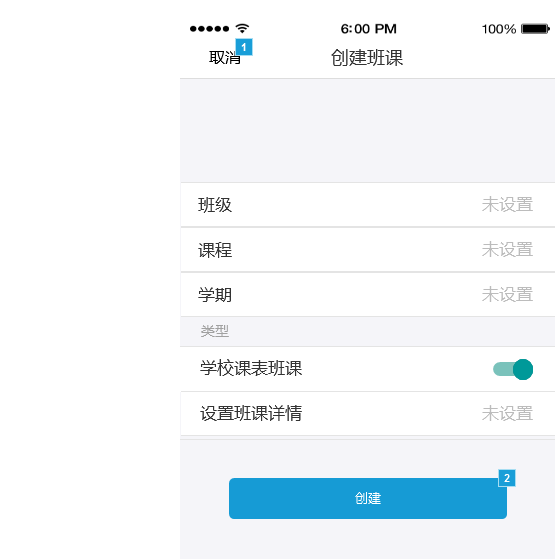 6:00 PM 100%
取消 1 创建班课
班级 未设置
课程 未设置
学期 未设置
类型
学校课表班课
设置班课详情 未设置
2
创建